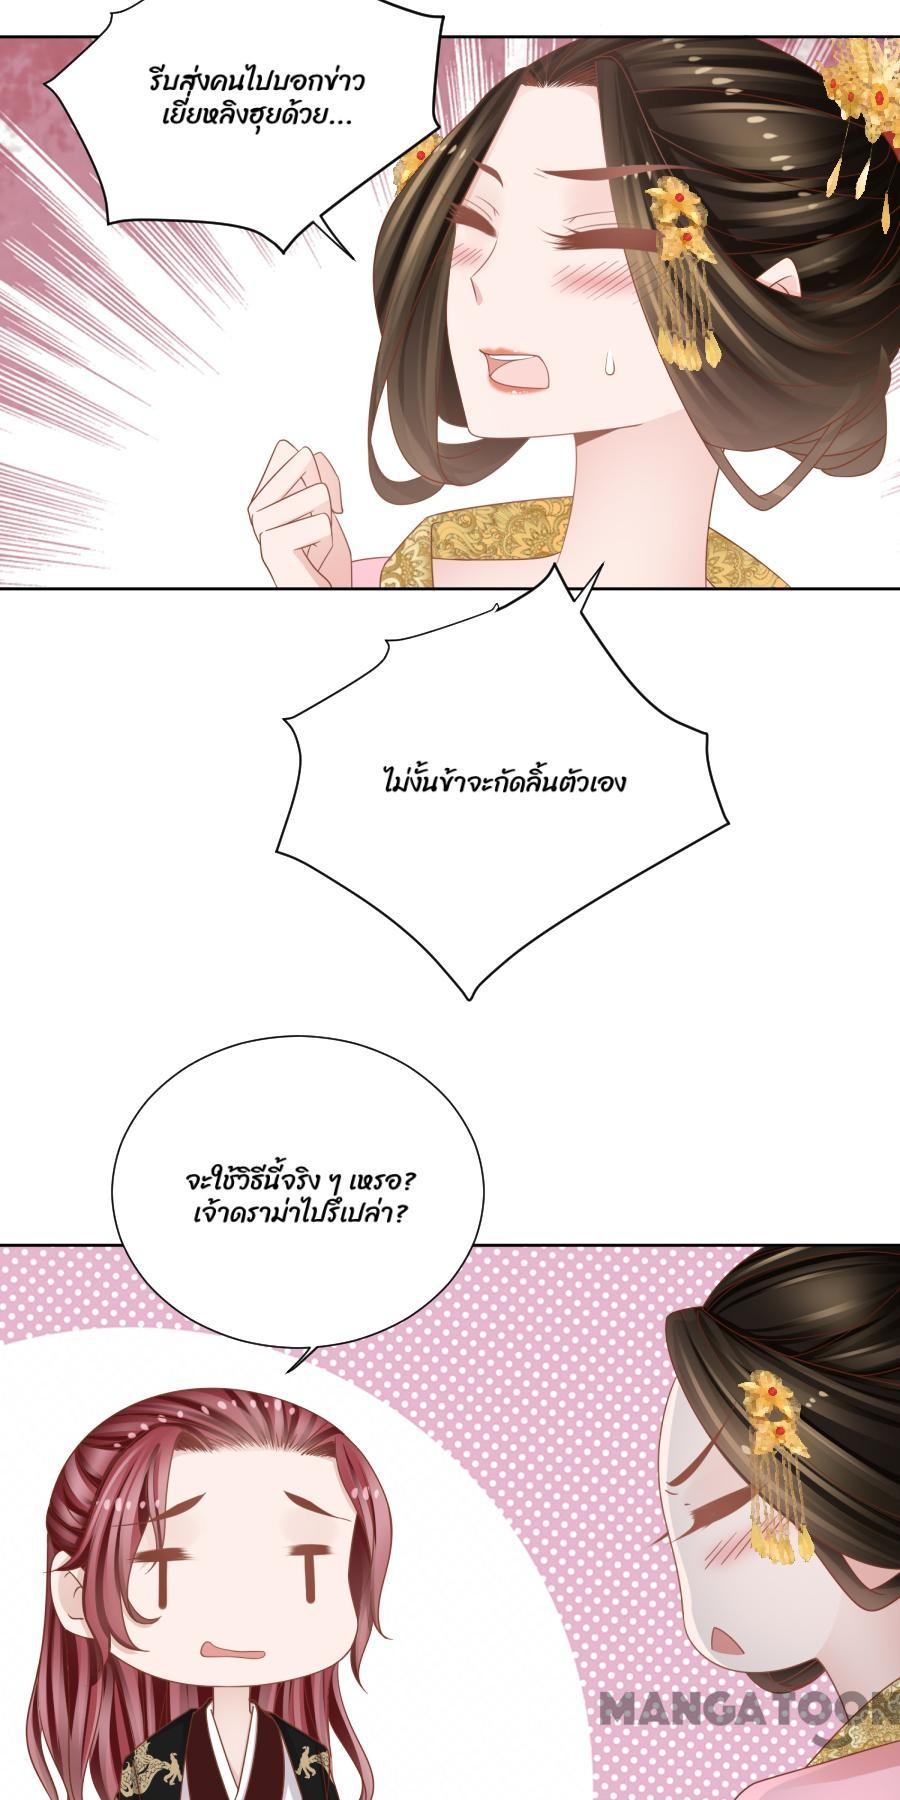 รีบส่งคนไปบอกข่าว
เยี่ยหลิงฮุยด้วย...
ไม่งั้นข้าจะกัดลิ้นตัวเอง
จะใช้วิธีนี้จริง ๆ เหรอ?
เจ้าดราม่าไปรึเปล่า?
MANGATOON